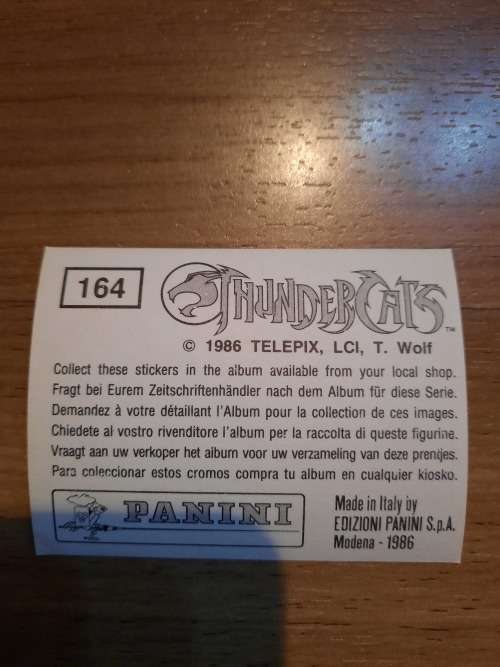 164
THUNDERCATS™
© 1986 TELEPIX, LCI, T. Wolf
Collect these stickers in the album available from your local shop.
Fragt bei Eurem Zeitschriftenhändler nach dem Album für diese Serie.
Demandez à votre détaillant l'Album pour la collection de ces images.
Chiedete al vostro rivenditore l'album per la raccolta di queste figurine.
Vraagt aan uw verkoper het album voor uw verzameling van deze prentjes.
Para coleccionar estos cromos compra tu album en cualquier kiosko.
PANINI
Made in Italy by
EDIZIONI PANINI S.p.A.
Modena - 1986